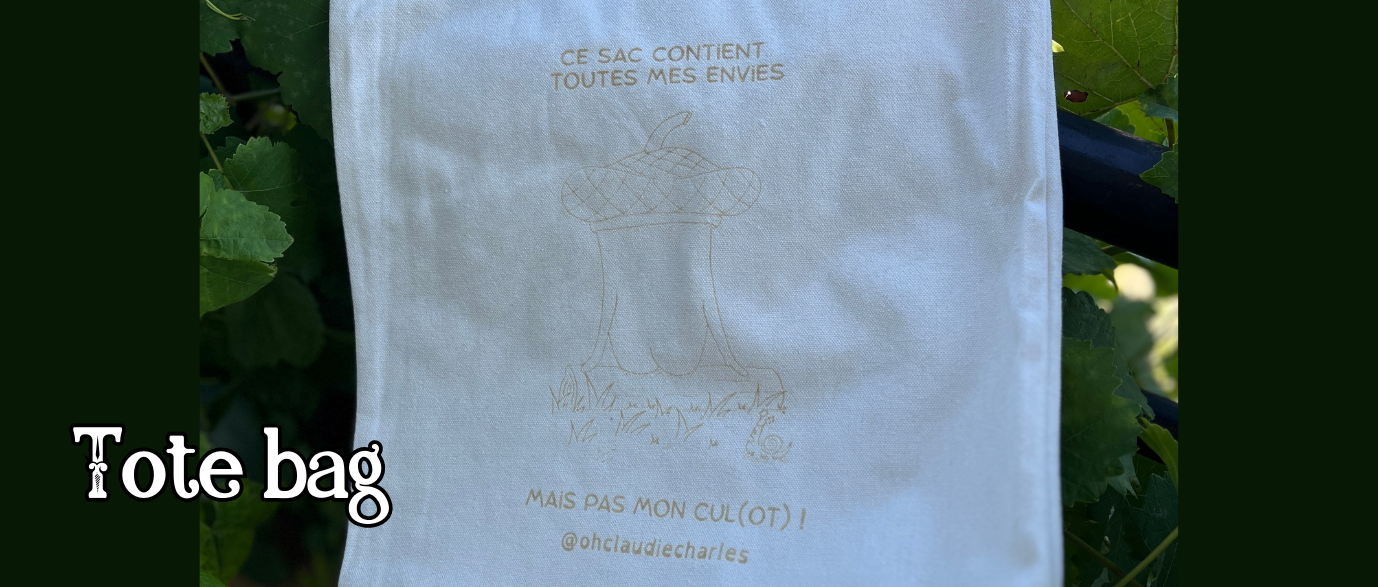 CE SAC CONTIENT
TOUTES MES ENVIES
MAIS PAS MON CUL(OT) !
@ohclaudiecharles
Tote bag